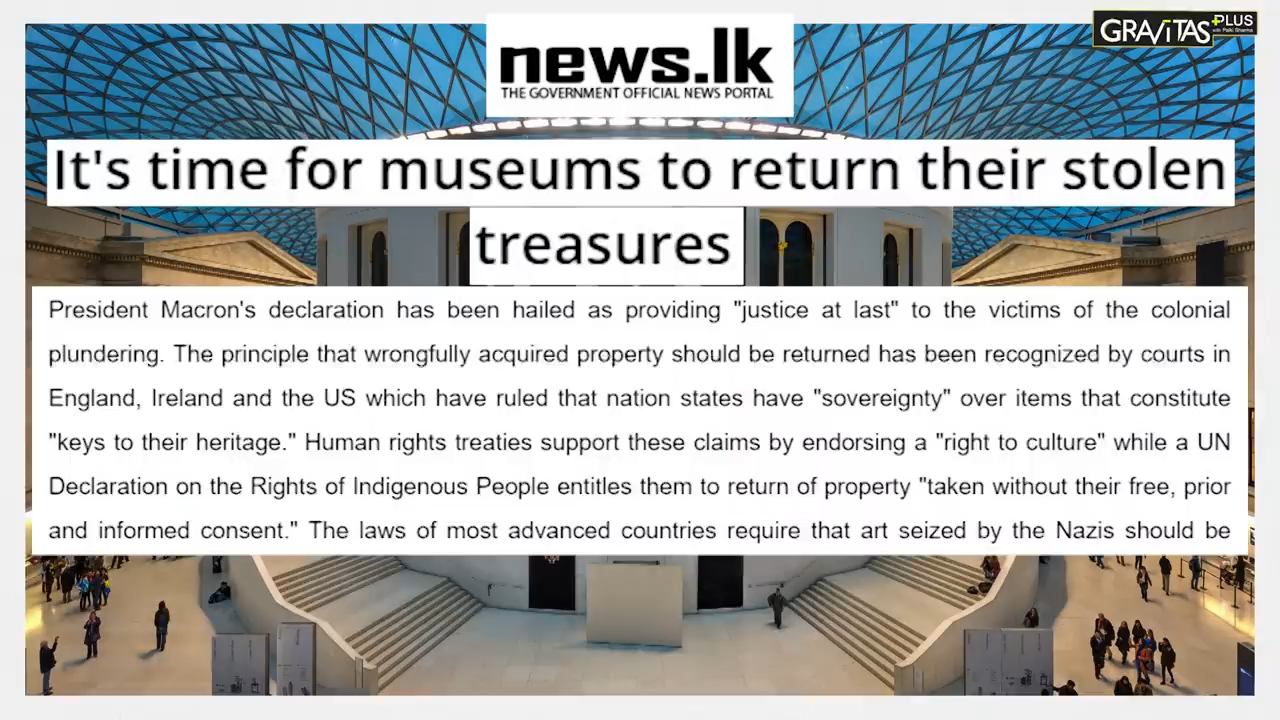 GRAVITAS PLUS
with Palki Sharma
news.lk
THE GOVERNMENT OFFICIAL NEWS PORTAL
It's time for museums to return their stolen
treasures
President Macron's declaration has been hailed as providing "justice at last" to the victims of the colonial
plundering. The principle that wrongfully acquired property should be returned has been recognized by courts in
England, Ireland and the US which have ruled that nation states have "sovereignty" over items that constitute
"keys to their heritage." Human rights treaties support these claims by endorsing a "right to culture" while a UN
Declaration on the Rights of Indigenous People entitles them to return of property "taken without their free, prior
and informed consent." The laws of most advanced countries require that art seized by the Nazis should be